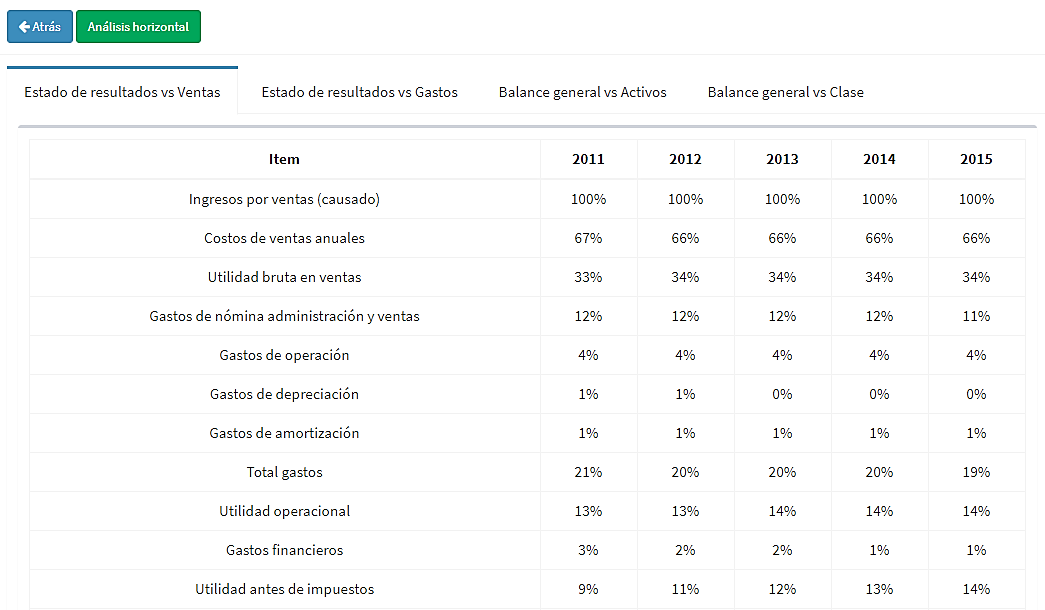 Atrás Análisis horizontal
Estado de resultados vs Ventas Estado de resultados vs Gastos Balance general vs Activos Balance general vs Clase
Item 2011 2012 2013 2014 2015
Ingresos por ventas (causado) 100% 100% 100% 100% 100%
Costos de ventas anuales 67% 66% 66% 66% 66%
Utilidad bruta en ventas 33% 34% 34% 34% 34%
Gastos de nómina administración y ventas 12% 12% 12% 12% 11%
Gastos de operación 4% 4% 4% 4% 4%
Gastos de depreciación 1% 1% 0% 0% 0%
Gastos de amortización 1% 1% 1% 1% 1%
Total gastos 21% 20% 20% 20% 19%
Utilidad operacional 13% 13% 14% 14% 14%
Gastos financieros 3% 2% 2% 1% 1%
Utilidad antes de impuestos 9% 11% 12% 13% 14%